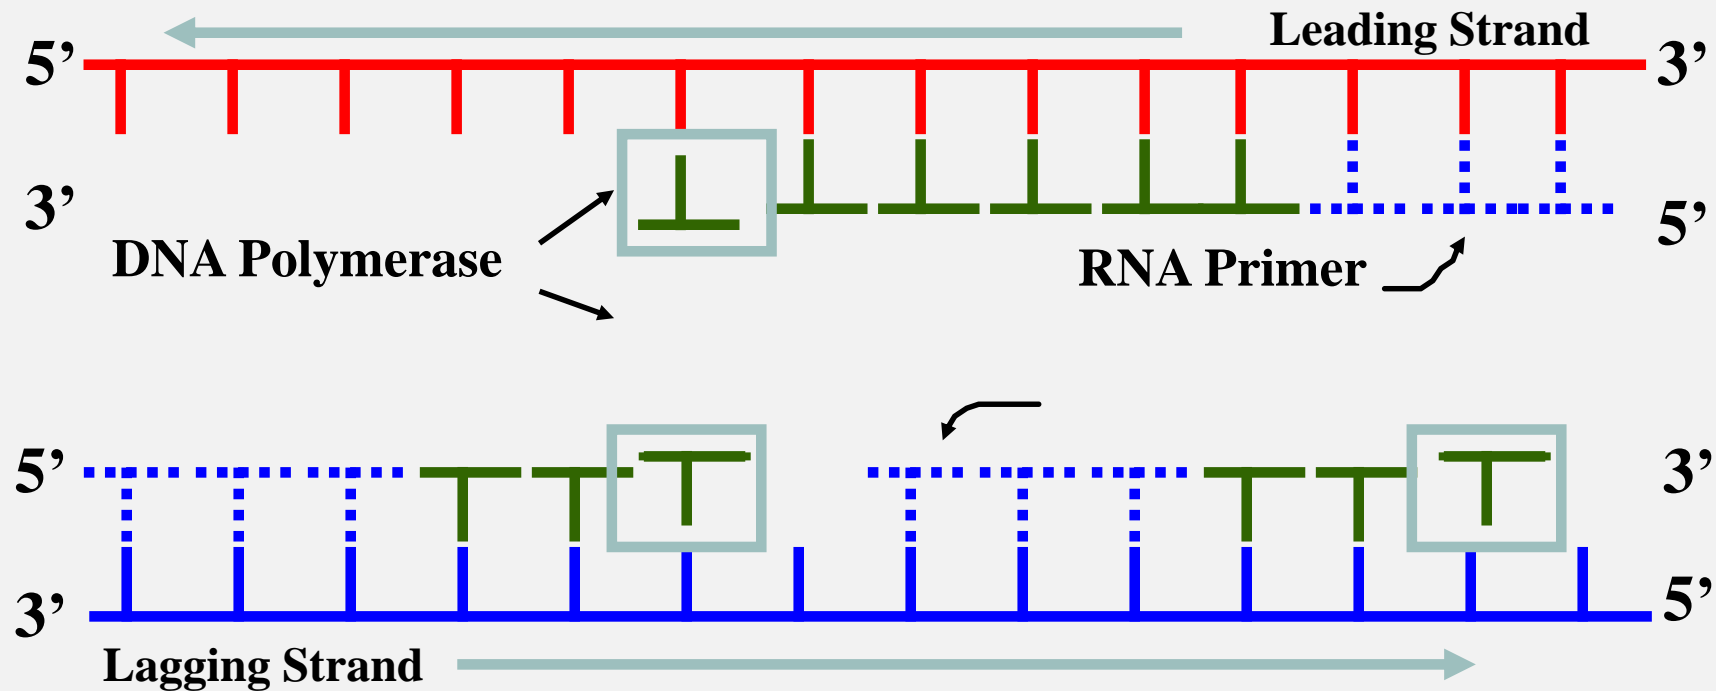 Leading Strand
5’ 3’
3’ 5’
DNA Polymerase RNA Primer
5’ 3’
3’ 5’
Lagging Strand